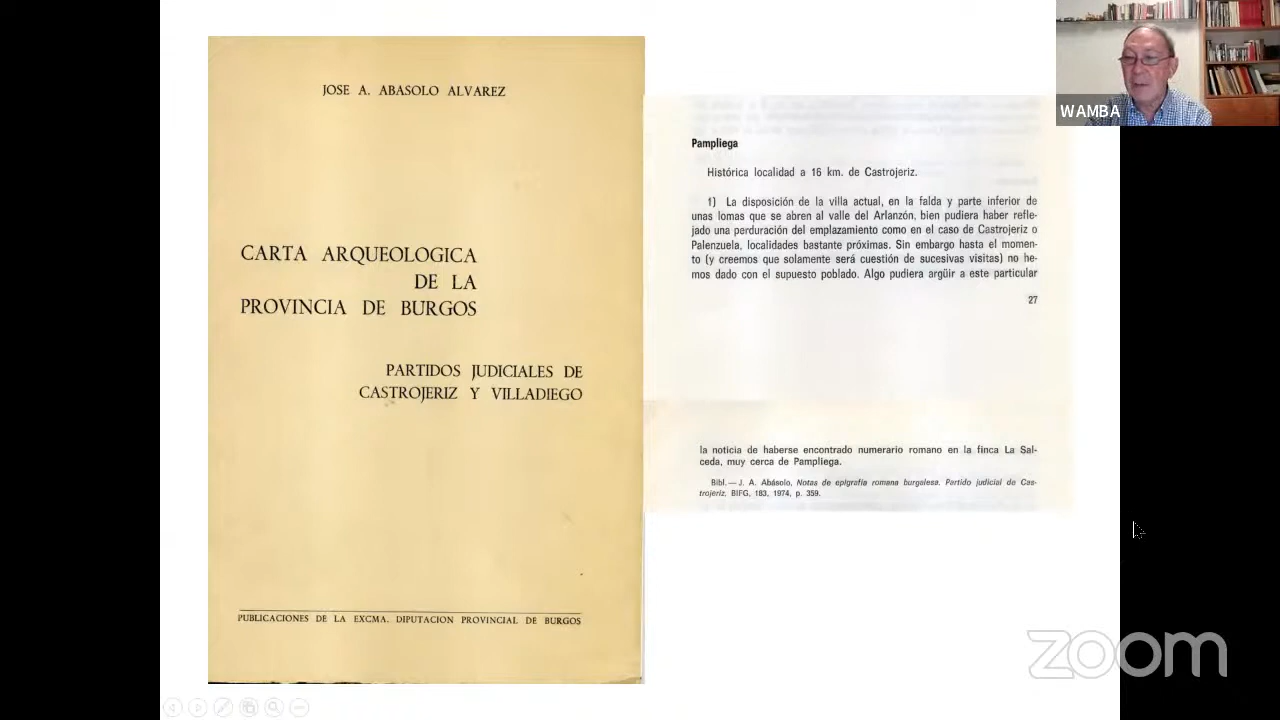 JOSE A. ABASOLO ALVAREZ
CARTA ARQUEOLOGICA
DE LA
PROVINCIA DE BURGOS
PARTIDOS JUDICIALES DE
CASTROJERIZ Y VILLADIEGO
PUBLICACIONES DE LA EXCMA. DIPUTACION PROVINCIAL DE BURGOS
Pampliega
Histórica localidad a 16 km. de Castrojeriz.
1) La disposición de la villa actual, en la falda y parte inferior de
unas lomas que se abren al valle del Arlanzón, bien pudiera haber refle-
jado una perduración del emplazamiento como en el caso de Castrojeriz o
Palenzuela, localidades bastante próximas. Sin embargo hasta el momen-
to (y creemos que solamente será cuestión de sucesivas visitas) no he-
mos dado con el supuesto poblado. Algo pudiera argüir a este particular
27
la noticia de haberse encontrado numerario romano en la finca La Sal-
ceda, muy cerca de Pampliega.
Bibl.—J. A. Abásolo, Notas de epigrafía romana burgalesa. Partido judicial de Cas-
trojeriz, BIFG, 183, 1974, p. 359.
WAMBA
zoom